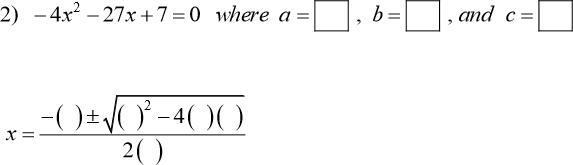 2) −4x² − 27x + 7 = 0 where a = □ , b = □ , and c = □
x = (−( ) ± √(( )² − 4( )( ))) / (2( ))